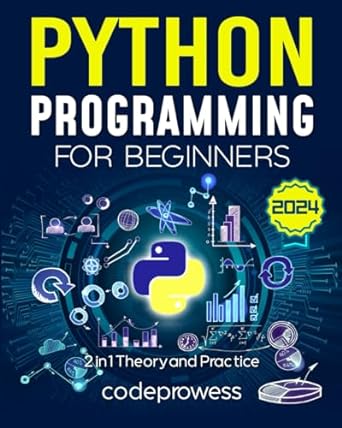 PYTHON
PROGRAMMING
FOR BEGINNERS
2024
2 in 1 Theory and Practice
codeprowess